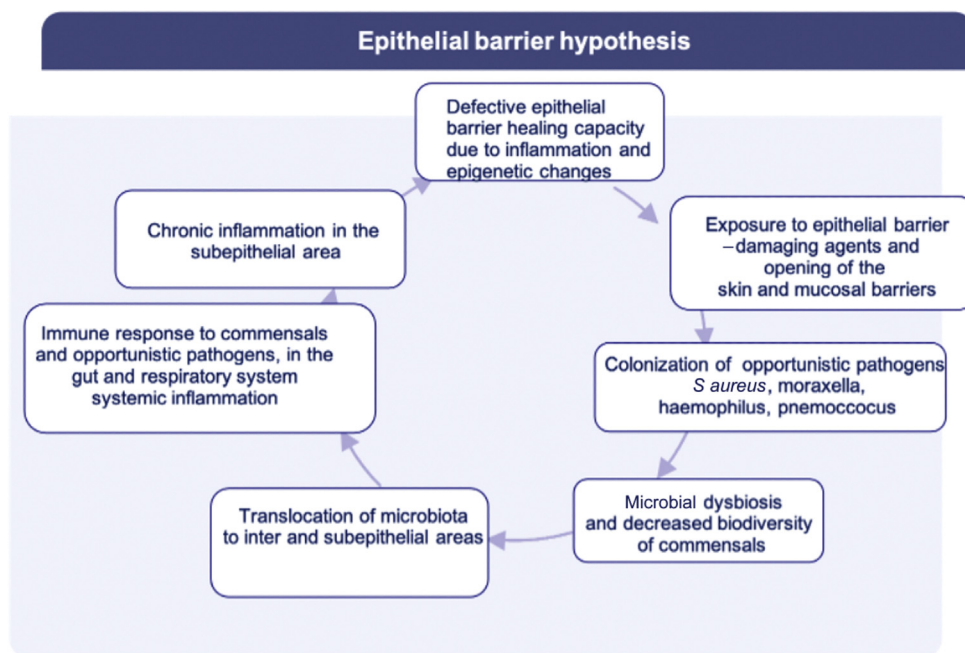 Epithelial barrier hypothesis
Defective epithelial
barrier healing capacity
due to inflammation and
epigenetic changes
Exposure to epithelial barrier
–damaging agents and
opening of the
skin and mucosal barriers
Colonization of opportunistic pathogens
S aureus, moraxella,
haemophilus, pnemoccocus
Microbial dysbiosis
and decreased biodiversity
of commensals
Translocation of microbiota
to inter and subepithelial areas
Immune response to commensals
and opportunistic pathogens, in the
gut and respiratory system
systemic inflammation
Chronic inflammation in the
subepithelial area